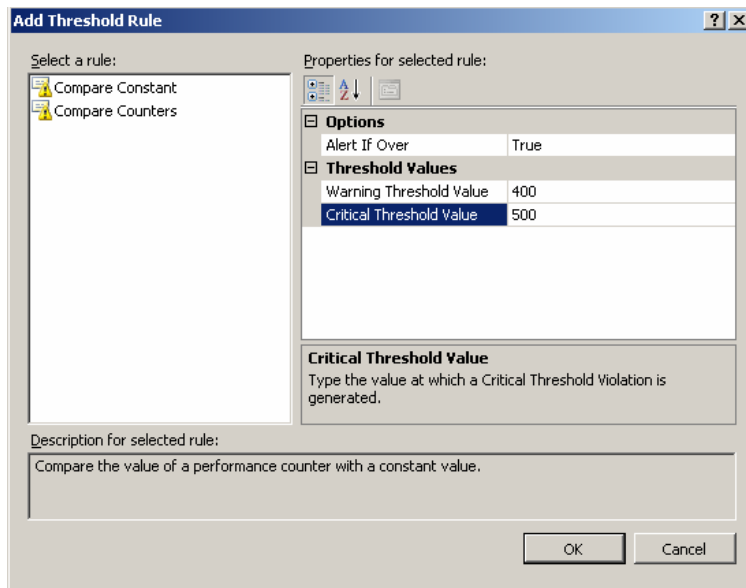 Add Threshold Rule
Select a rule:
Compare Constant
Compare Counters
Properties for selected rule:
Options
Alert If Over True
Threshold Values
Warning Threshold Value 400
Critical Threshold Value 500
Critical Threshold Value
Type the value at which a Critical Threshold Violation is
generated.
Description for selected rule:
Compare the value of a performance counter with a constant value.
OK Cancel